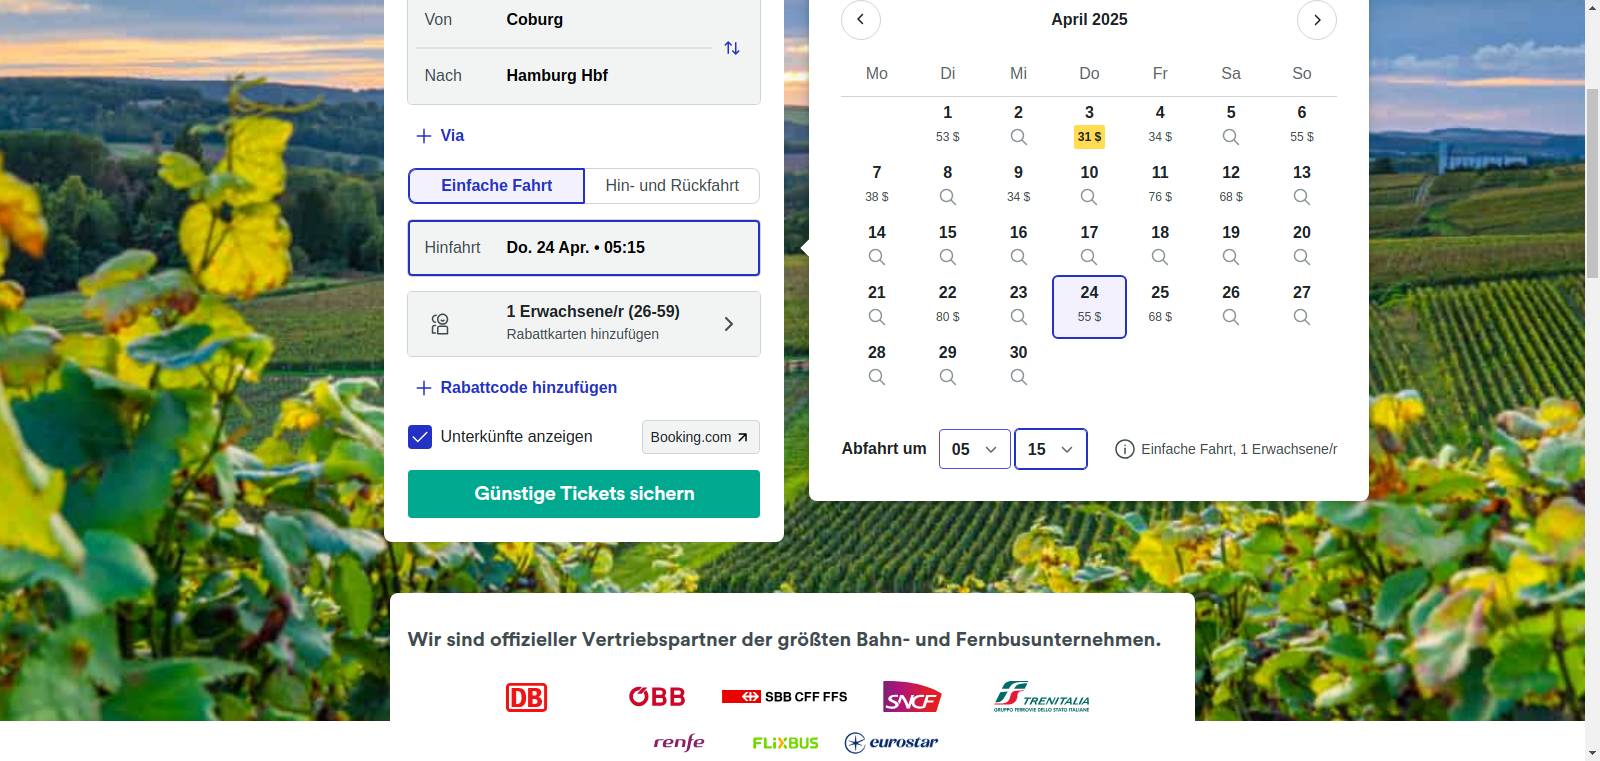 Von Coburg
Nach Hamburg Hbf
Via
Einfache Fahrt Hin- und Rückfahrt
Hinfahrt Do. 24 Apr. • 05:15
1 Erwachsene/r (26-59)
Rabattkarten hinzufügen
Rabattcode hinzufügen
Unterkünfte anzeigen Booking.com
Günstige Tickets sichern
April 2025
Mo Di Mi Do Fr Sa So
1 2 3 4 5 6
53 $ 31 $ 34 $ 55 $
7 8 9 10 11 12 13
38 $ 34 $ 76 $ 68 $
14 15 16 17 18 19 20
21 22 23 24 25 26 27
80 $ 55 $ 68 $
28 29 30
Abfahrt um 05 15 Einfache Fahrt, 1 Erwachsene/r
Wir sind offizieller Vertriebspartner der größten Bahn- und Fernbusunternehmen.
DB ÖBB SBB CFF FFS SNCF TRENITALIA
GRUPPO FERROVIE DELLO STATO ITALIANE
renfe FLiXBUS eurostar